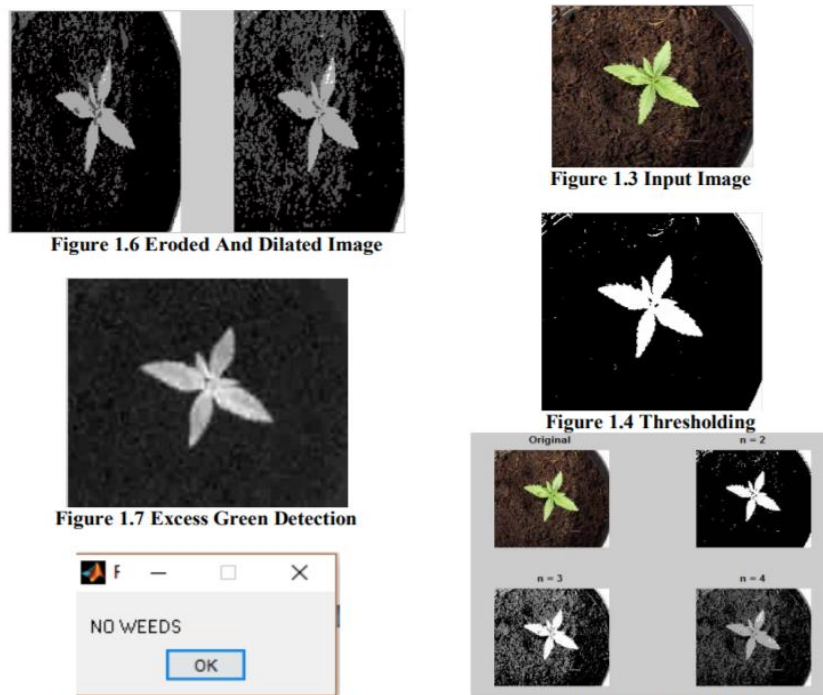 Figure 1.6 Eroded And Dilated Image
Figure 1.7 Excess Green Detection
F
NO WEEDS
OK
Figure 1.3 Input Image
Figure 1.4 Thresholding
Original
n = 2
n = 3
n = 4